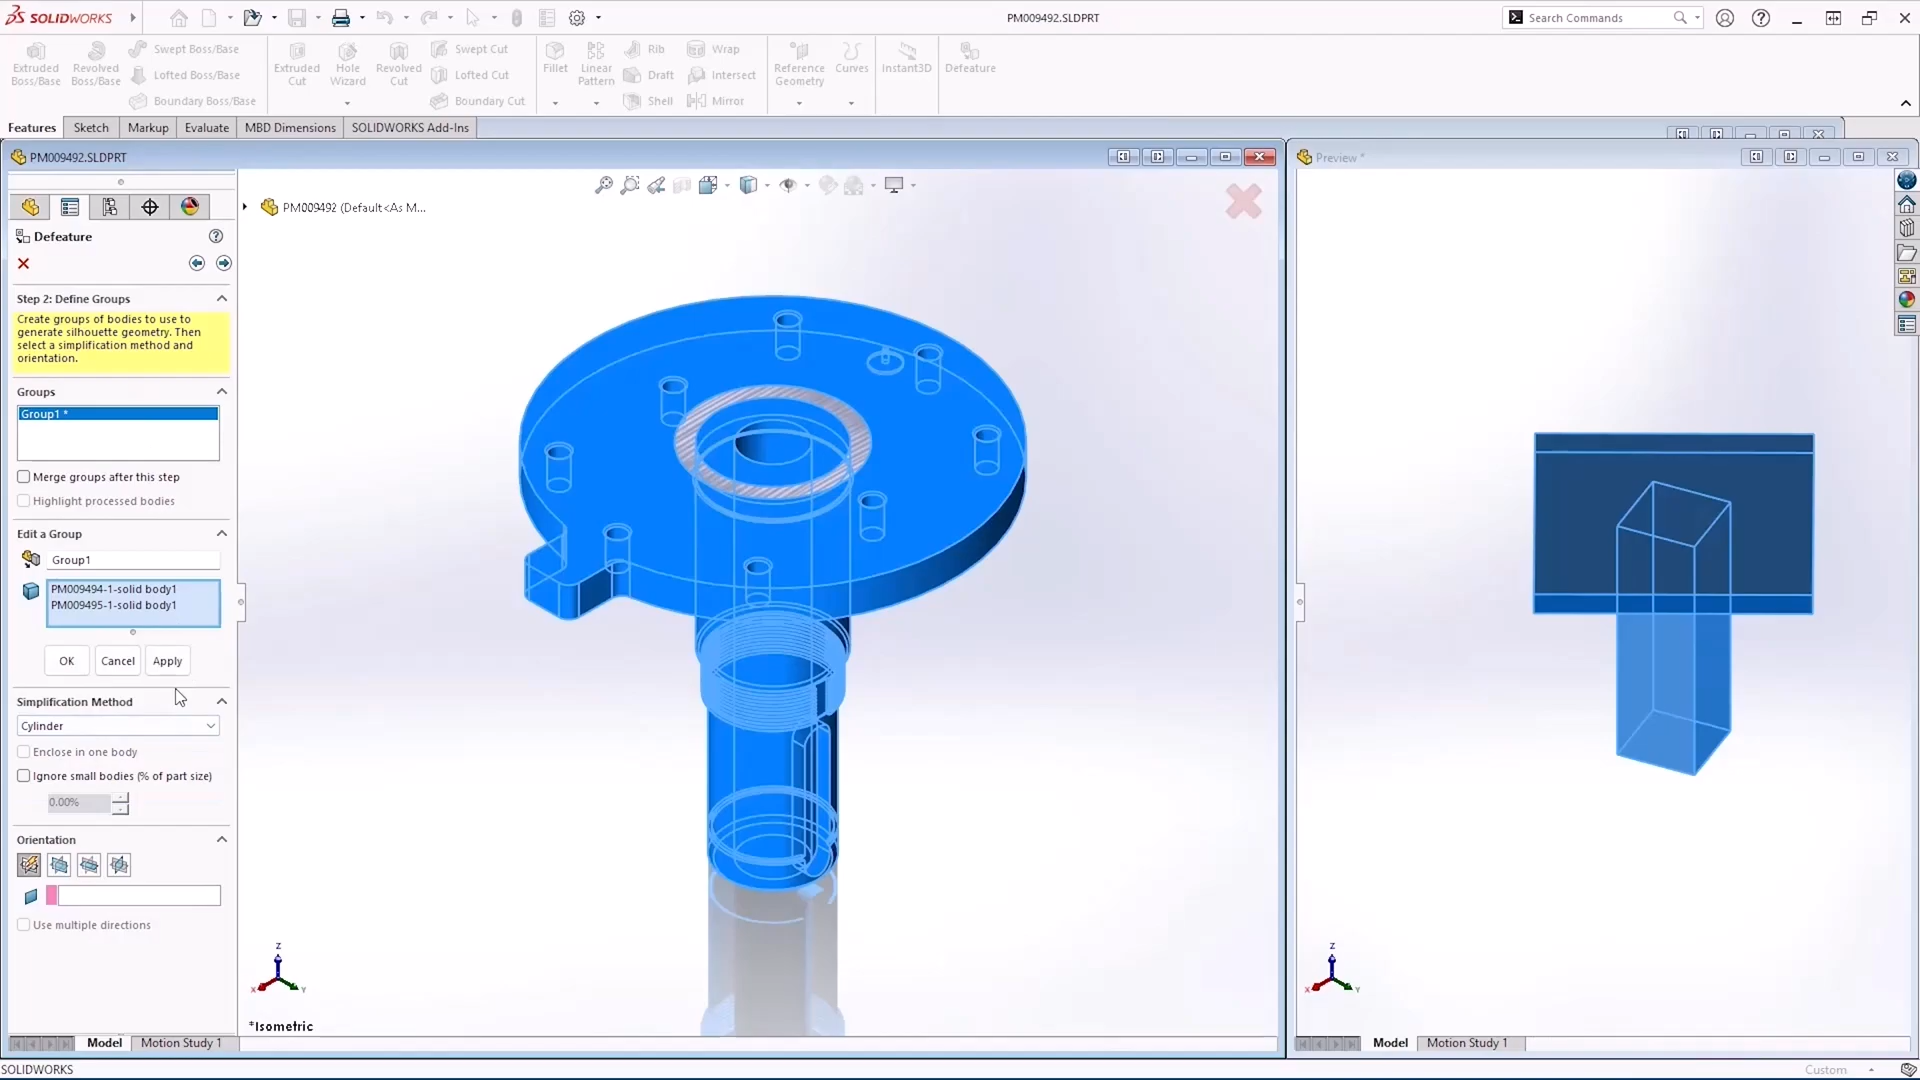 SOLIDWORKS
PM009492.SLDPRT
Search Commands
Extruded Boss/Base
Revolved Boss/Base
Swept Boss/Base
Lofted Boss/Base
Boundary Boss/Base
Extruded Cut
Hole Wizard
Revolved Cut
Swept Cut
Lofted Cut
Boundary Cut
Fillet
Linear Pattern
Rib
Draft
Shell
Wrap
Intersect
Mirror
Reference Geometry
Curves
Instant3D
Defeature
Features
Sketch
Markup
Evaluate
MBD Dimensions
SOLIDWORKS Add-Ins
PM009492.SLDPRT
Preview *
PM009492 (Default<As M...
Defeature
Step 2: Define Groups
Create groups of bodies to use to
generate silhouette geometry. Then
select a simplification method and
orientation.
Groups
Group1 *
Merge groups after this step
Highlight processed bodies
Edit a Group
Group1
PM009494-1-solid body1
PM009495-1-solid body1
OK
Cancel
Apply
Simplification Method
Cylinder
Enclose in one body
Ignore small bodies (% of part size)
0.00%
Orientation
Use multiple directions
Z
X
Y
*Isometric
Z
X
Y
Model
Motion Study 1
Model
Motion Study 1
SOLIDWORKS
Custom